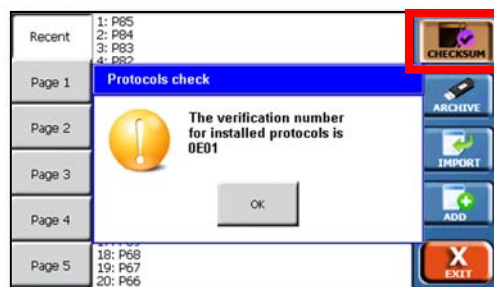 Recent
Page 1
Page 2
Page 3
Page 4
Page 5
1: P85
2: P84
3: P83
4: P82
Protocols check
The verification number
for installed protocols is
0E01
OK
18: P68
19: P67
20: P66
CHECKSUM
ARCHIVE
IMPORT
ADD
X
EXIT